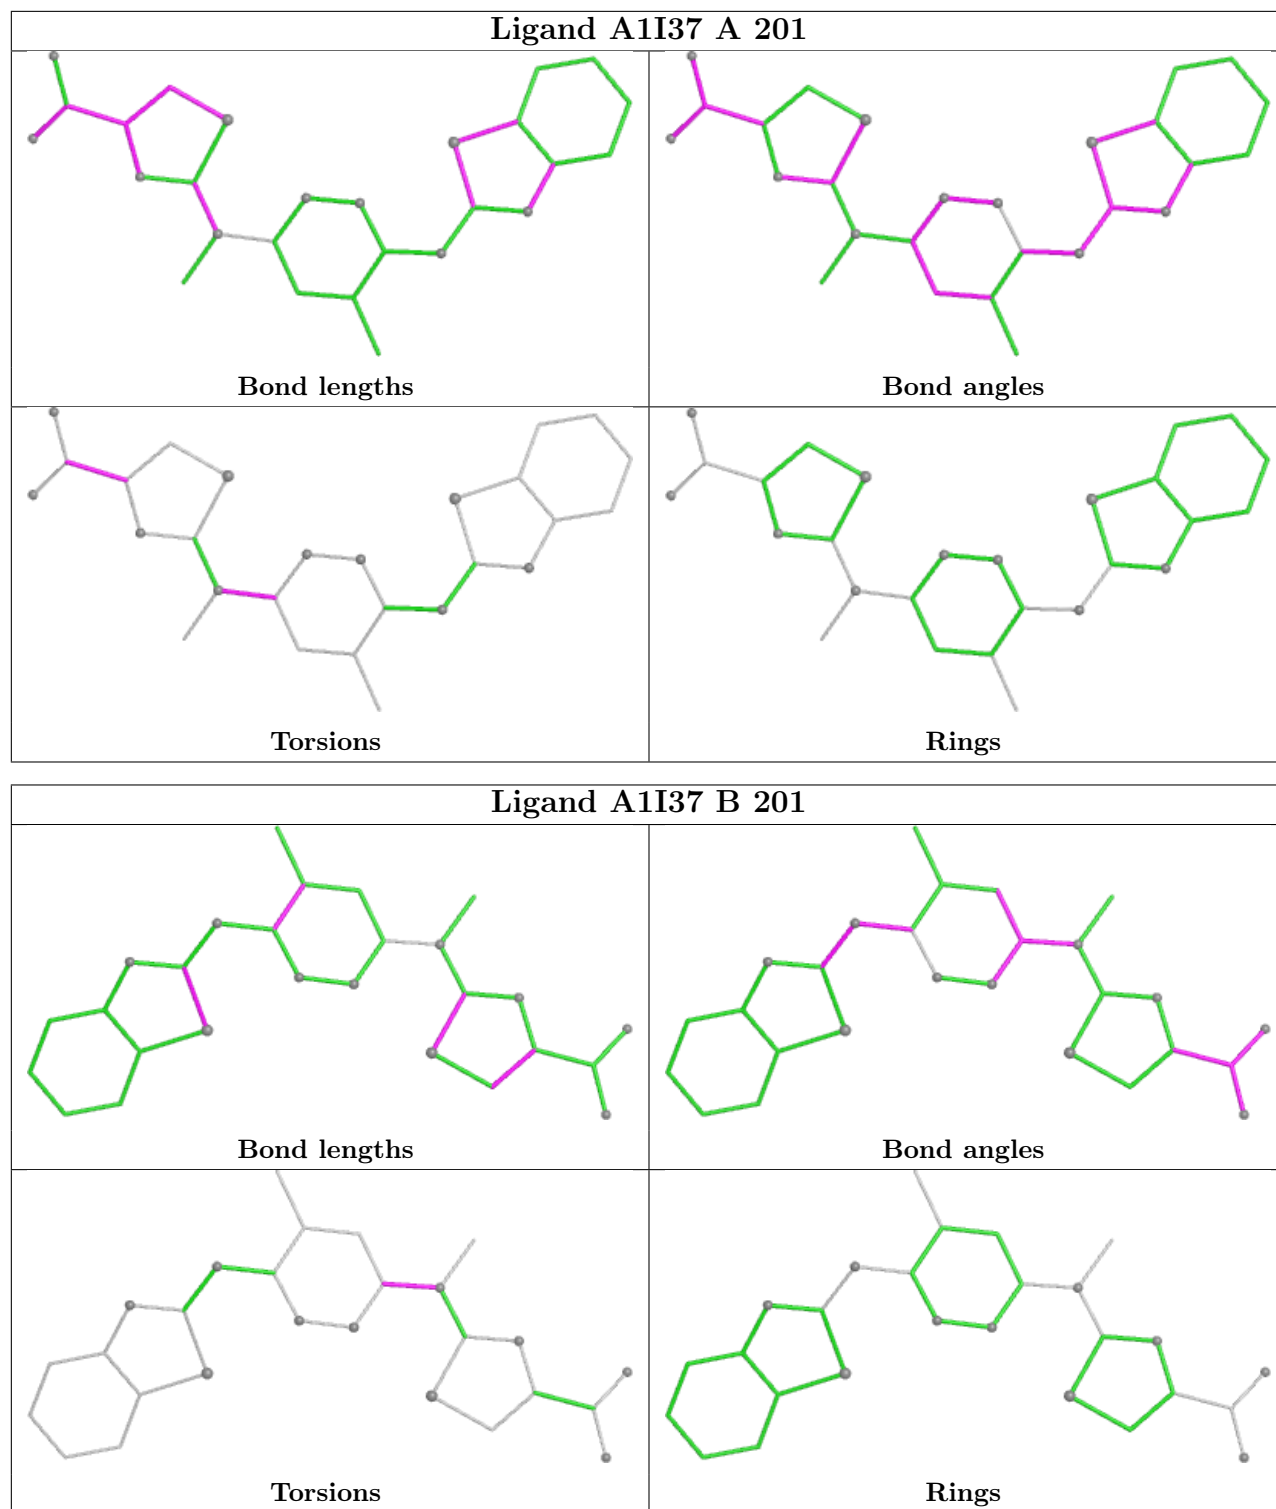 Ligand A1I37 A 201
Bond lengths
Bond angles
Torsions
Rings
Ligand A1I37 B 201
Bond lengths
Bond angles
Torsions
Rings